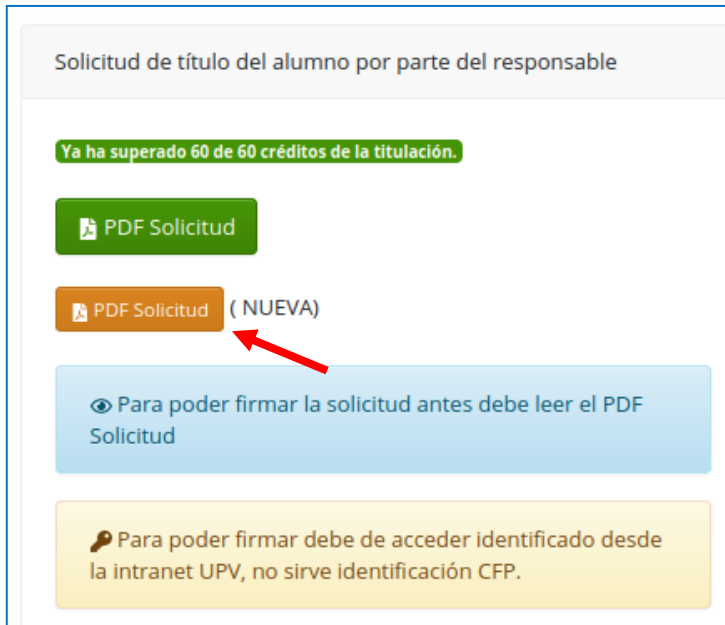 Solicitud de título del alumno por parte del responsable
Ya ha superado 60 de 60 créditos de la titulación.
PDF Solicitud
PDF Solicitud ( NUEVA)
Para poder firmar la solicitud antes debe leer el PDF
Solicitud
Para poder firmar debe de acceder identificado desde
la intranet UPV, no sirve identificación CFP.